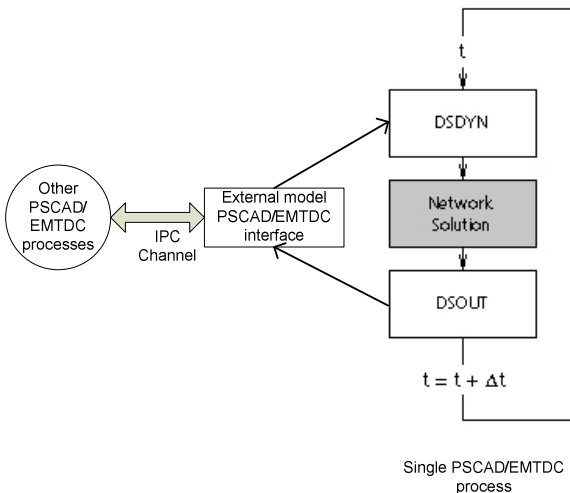 t
DSDYN
Other
PSCAD/
EMTDC
processes
IPC
Channel
External model
PSCAD/EMTDC
interface
Network
Solution
DSOUT
t = t + Δt
Single PSCAD/EMTDC
process